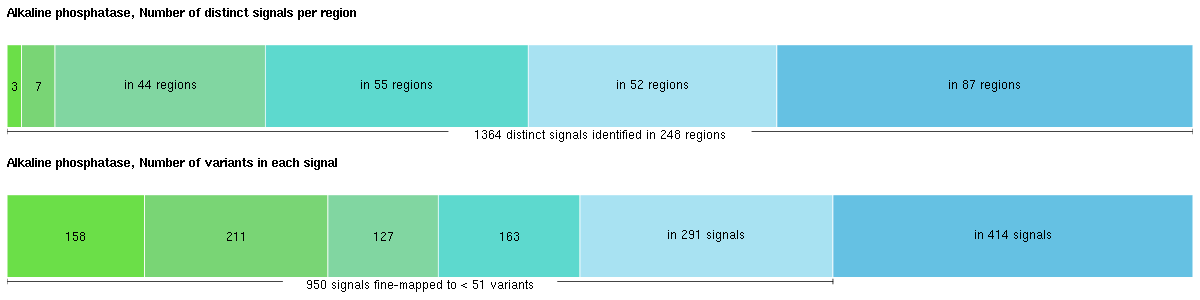 Alkaline phosphatase, Number of distinct signals per region
3 7 in 44 regions in 55 regions in 52 regions in 87 regions
1364 distinct signals identified in 248 regions
Alkaline phosphatase, Number of variants in each signal
158 211 127 163 in 291 signals in 414 signals
950 signals fine-mapped to < 51 variants